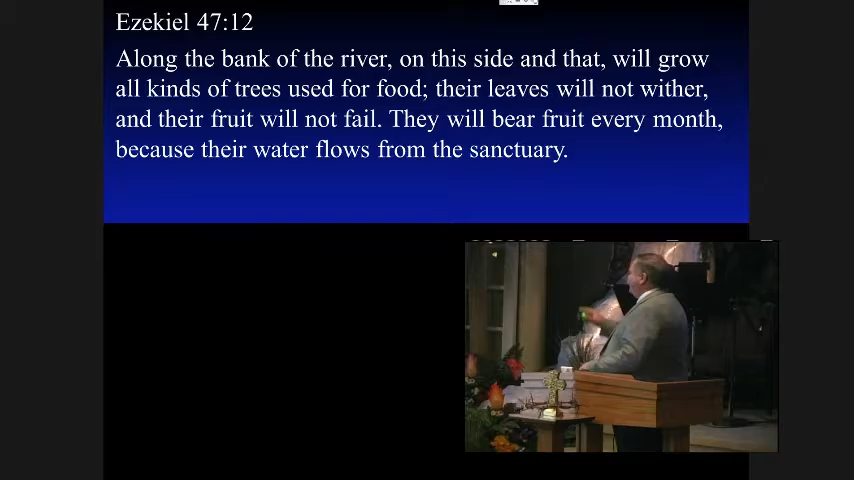 Ezekiel 47:12
Along the bank of the river, on this side and that, will grow
all kinds of trees used for food; their leaves will not wither,
and their fruit will not fail. They will bear fruit every month,
because their water flows from the sanctuary.